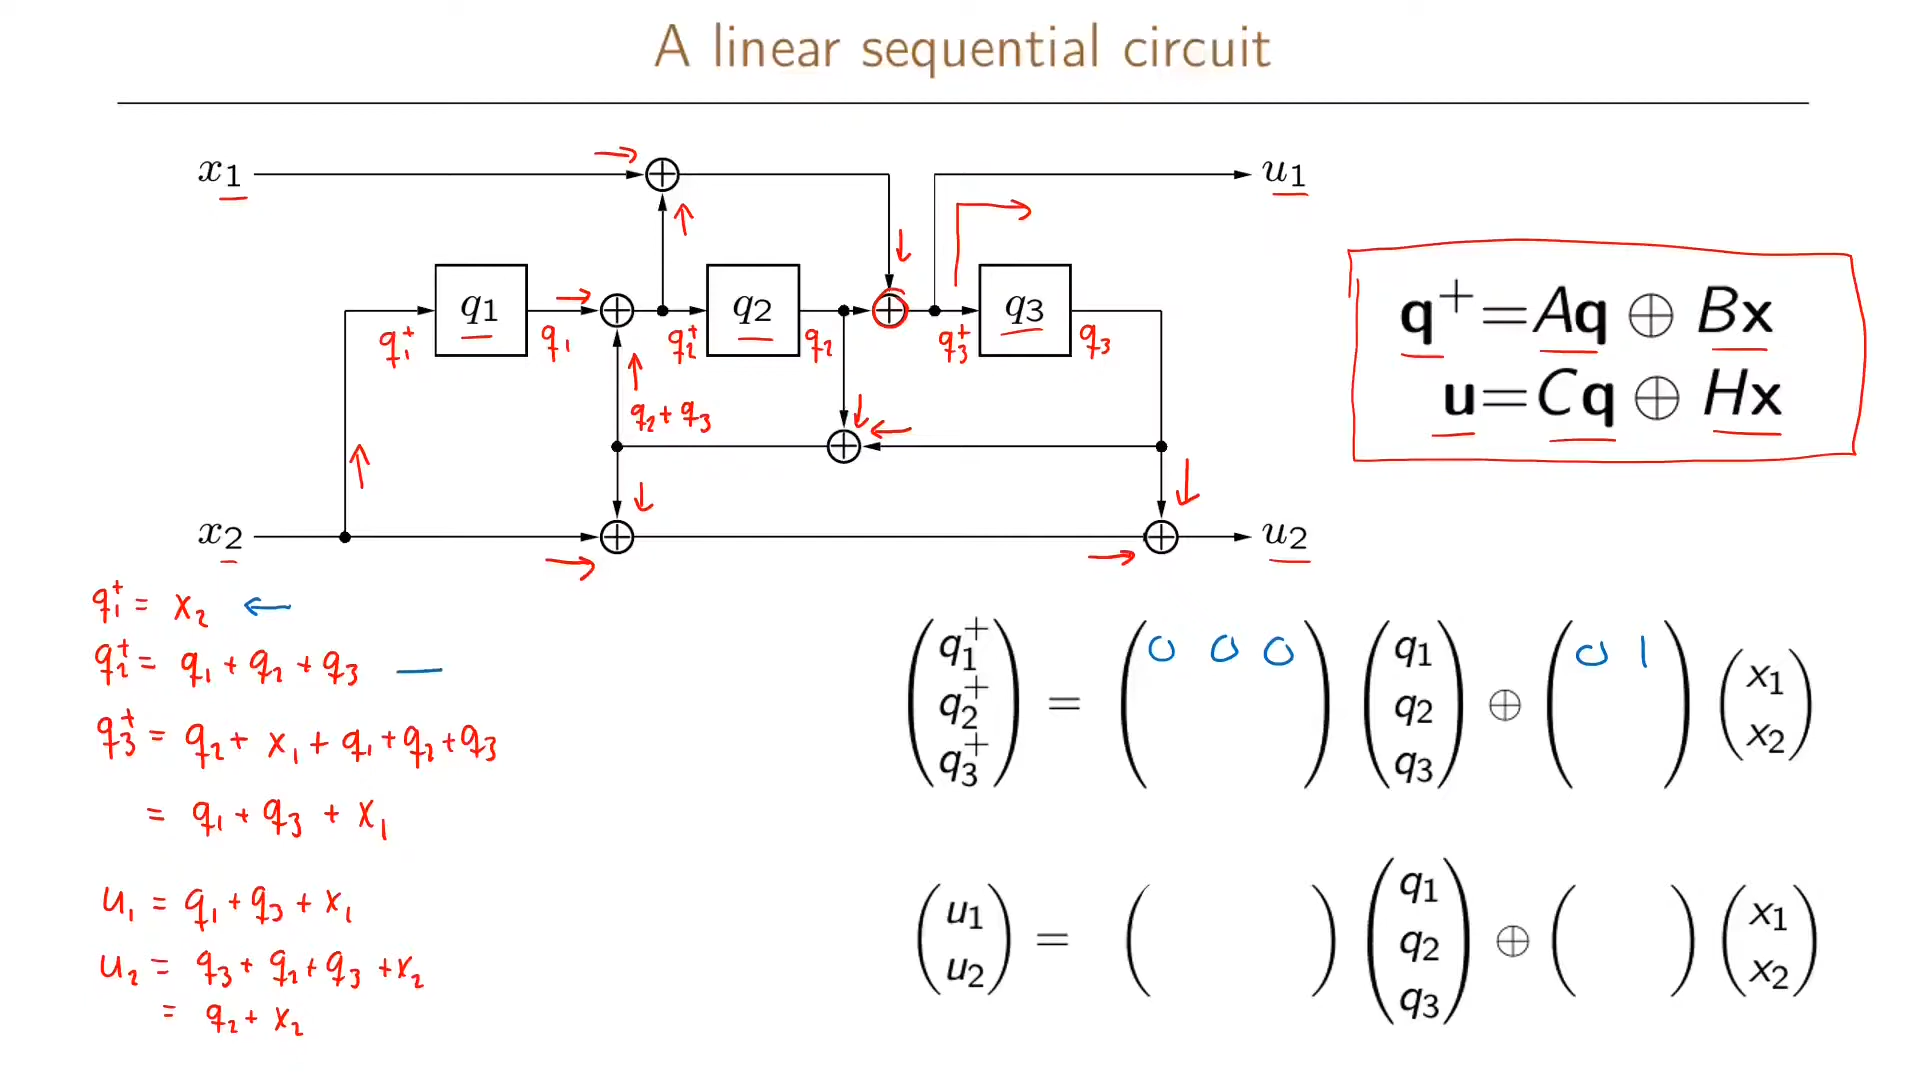 A linear sequential circuit
x1 ⊕ u1
q1 ⊕ q2 ⊕ q3
q₁⁺ q₁ q₂⁺ q₂ q₃⁺ q₃
q₂ + q₃
⊕
x2 ⊕ ⊕ u2
q⁺ = Aq ⊕ Bx
u = Cq ⊕ Hx
q₁⁺ = x₂ ←
q₂⁺ = q₁ + q₂ + q₃ —
q₃⁺ = q₂ + x₁ + q₁ + q₂ + q₃
= q₁ + q₃ + x₁
u₁ = q₁ + q₃ + x₁
u₂ = q₃ + q₂ + q₃ + x₂
= q₂ + x₂
q1⁺ 0 0 0 q1 0 1 x1
q2⁺ = q2 ⊕
q3⁺ q3 x2
u1 q1 x1
= q2 ⊕
u2 q3 x2